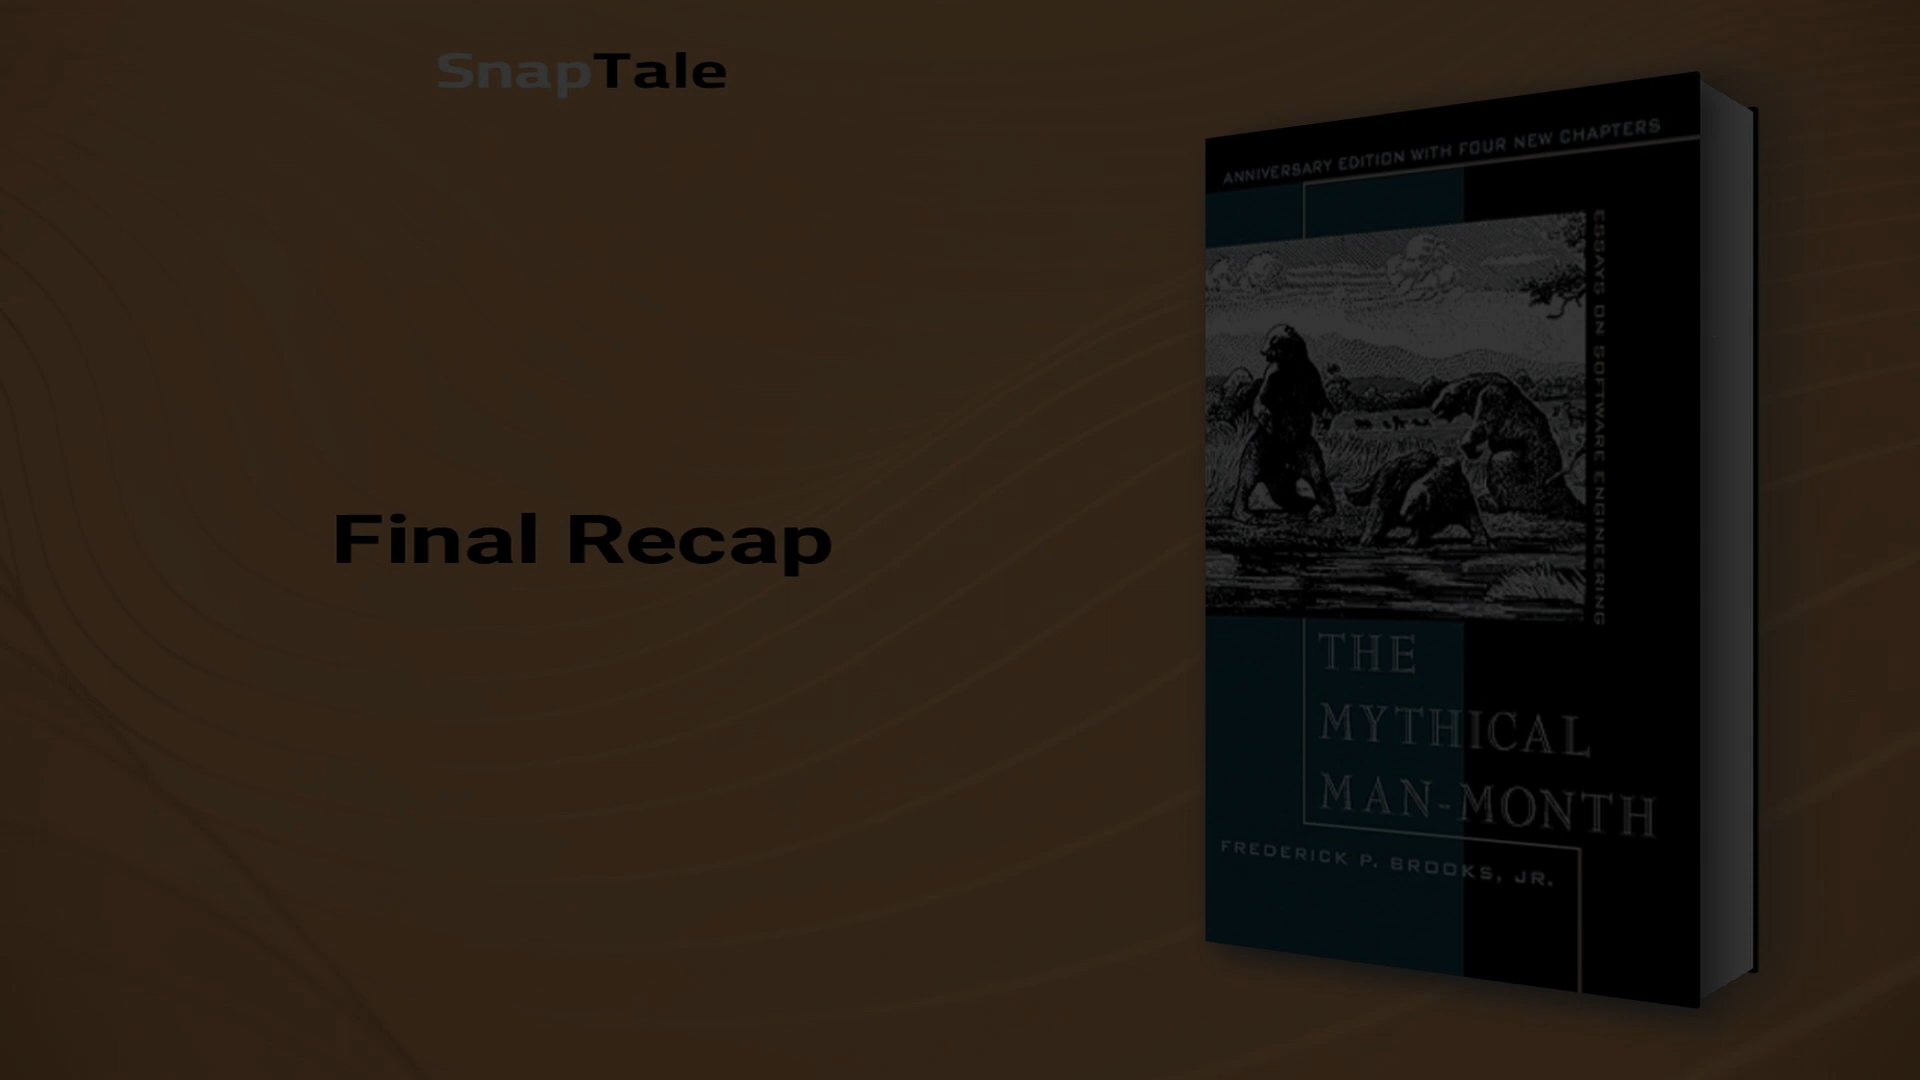 SnapTale
Final Recap
ANNIVERSARY EDITION WITH FOUR NEW CHAPTERS
ESSAYS ON SOFTWARE ENGINEERING
THE
MYTHICAL
MAN-MONTH
FREDERICK P. BROOKS, JR.